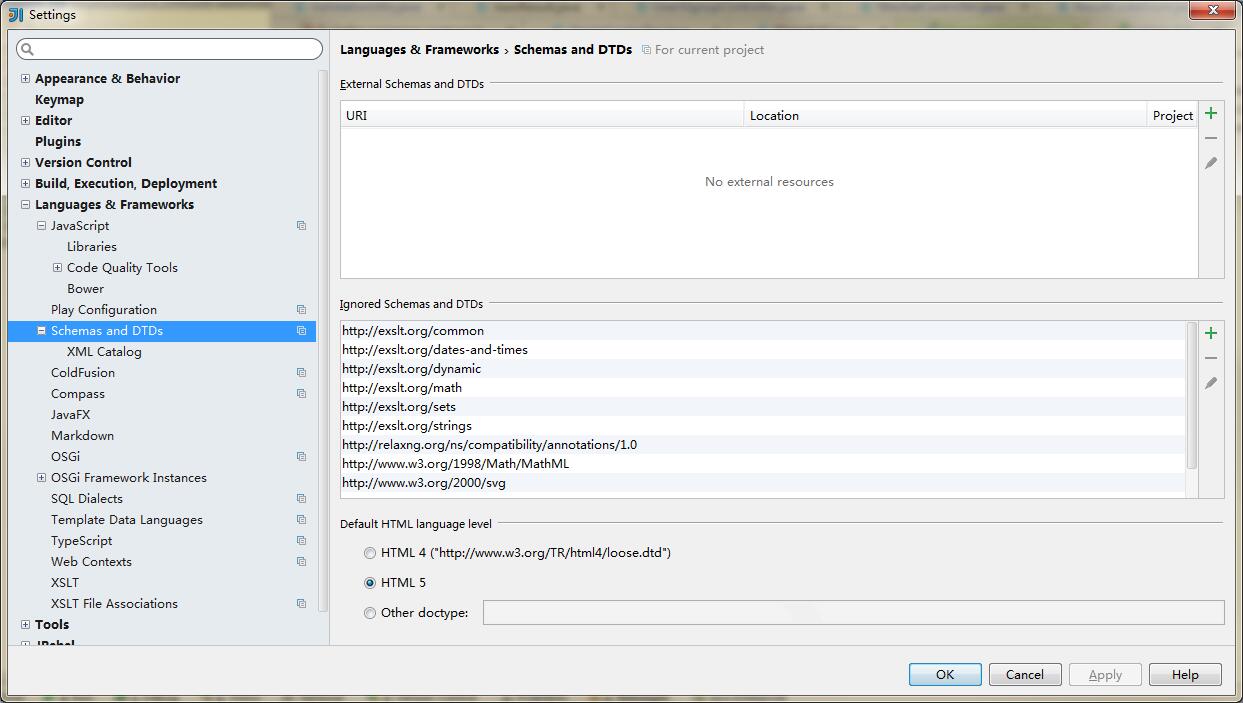 Settings
Appearance & Behavior
Keymap
Editor
Plugins
Version Control
Build, Execution, Deployment
Languages & Frameworks
JavaScript
Libraries
Code Quality Tools
Bower
Play Configuration
Schemas and DTDs
XML Catalog
ColdFusion
Compass
JavaFX
Markdown
OSGi
OSGi Framework Instances
SQL Dialects
Template Data Languages
TypeScript
Web Contexts
XSLT
XSLT File Associations
Tools
JRebel
Languages & Frameworks › Schemas and DTDs For current project
External Schemas and DTDs
URI Location Project
No external resources
Ignored Schemas and DTDs
http://exslt.org/common
http://exslt.org/dates-and-times
http://exslt.org/dynamic
http://exslt.org/math
http://exslt.org/sets
http://exslt.org/strings
http://relaxng.org/ns/compatibility/annotations/1.0
http://www.w3.org/1998/Math/MathML
http://www.w3.org/2000/svg
Default HTML language level
HTML 4 ("http://www.w3.org/TR/html4/loose.dtd")
HTML 5
Other doctype:
OK Cancel Apply Help